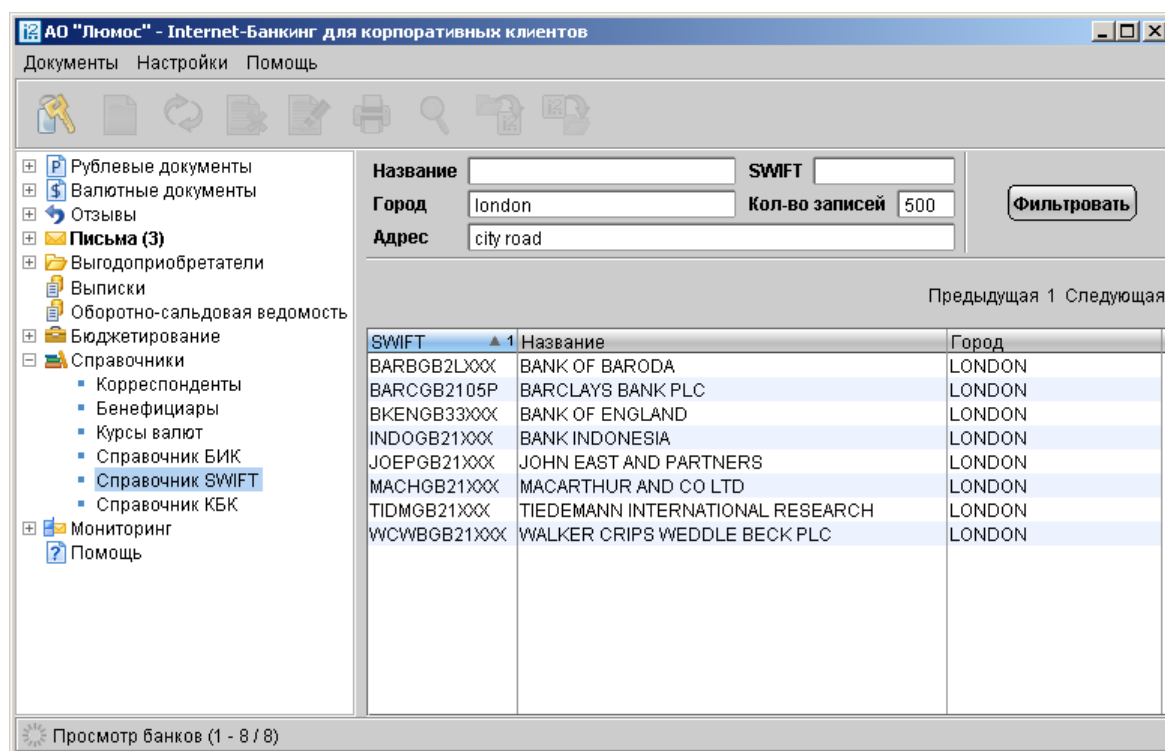 АО "Люмос" - Internet-Банкинг для корпоративных клиентов
Документы Настройки Помощь
Рублевые документы
Валютные документы
Отзывы
Письма (3)
Выгодоприобретатели
Выписки
Оборотно-сальдовая ведомость
Бюджетирование
Справочники
Корреспонденты
Бенефициары
Курсы валют
Справочник БИК
Справочник SWIFT
Справочник КБК
Мониторинг
Помощь
Название SWIFT
Город london Кол-во записей 500
Адрес city road
Фильтровать
Предыдущая 1 Следующая
SWIFT 1 Название Город
BARBGB2LXXX BANK OF BARODA LONDON
BARCGB2105P BARCLAYS BANK PLC LONDON
BKENGB33XXX BANK OF ENGLAND LONDON
INDOGB21XXX BANK INDONESIA LONDON
JOEPGB21XXX JOHN EAST AND PARTNERS LONDON
MACHGB21XXX MACARTHUR AND CO LTD LONDON
TIDMGB21XXX TIEDEMANN INTERNATIONAL RESEARCH LONDON
WCWBGB21XXX WALKER CRIPS WEDDLE BECK PLC LONDON
Просмотр банков (1 - 8 / 8)